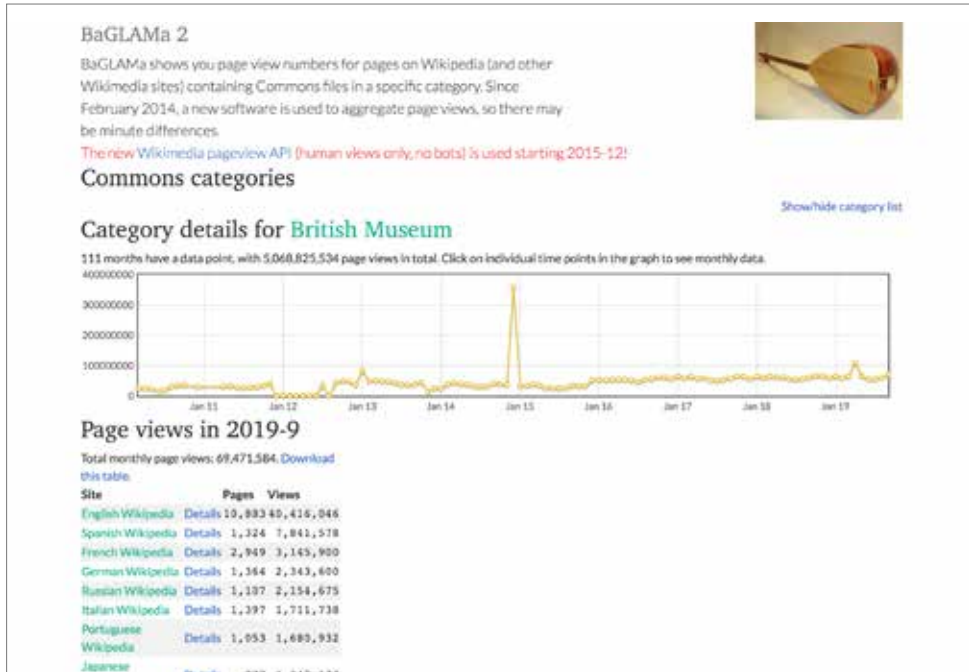 BaGLAMa 2
BaGLAMa shows you page view numbers for pages on Wikipedia (and other
Wikimedia sites) containing Commons files in a specific category. Since
February 2014, a new software is used to aggregate page views, so there may
be minute differences.
The new Wikimedia pageview API (human views only, no bots) is used starting 2015-12!
Commons categories
Show/hide category list
Category details for British Museum
111 months have a data point, with 5,068,825,534 page views in total. Click on individual time points in the graph to see monthly data.
400000000
300000000
200000000
100000000
0
Jan 11 Jan 12 Jan 13 Jan 14 Jan 15 Jan 16 Jan 17 Jan 18 Jan 19
Page views in 2019-9
Total monthly page views: 69,471,584. Download
this table.
Site Pages Views
English Wikipedia Details 10,883 40,416,046
Spanish Wikipedia Details 1,324 7,841,578
French Wikipedia Details 2,949 3,145,900
German Wikipedia Details 1,364 2,343,600
Russian Wikipedia Details 1,187 2,154,675
Italian Wikipedia Details 1,397 1,711,738
Portuguese
Wikipedia Details 1,053 1,680,932
Japanese